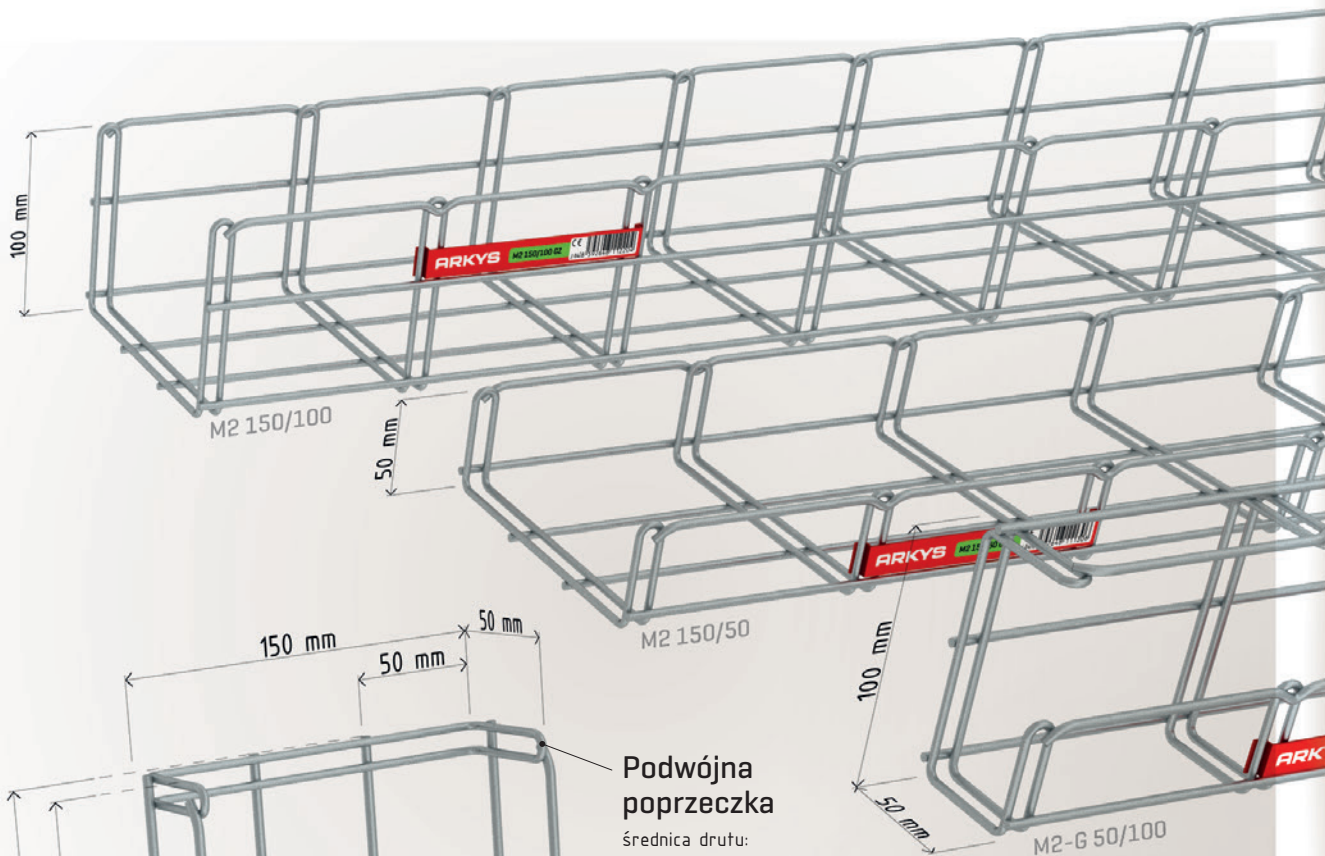 100 mm
ARKYS M2 150/100 GZ CE
M2 150/100
50 mm
ARKYS
M2 150/50
150 mm
50 mm
50 mm
100 mm
Podwójna
poprzeczka
średnica drutu:
50 mm
M2-G 50/100